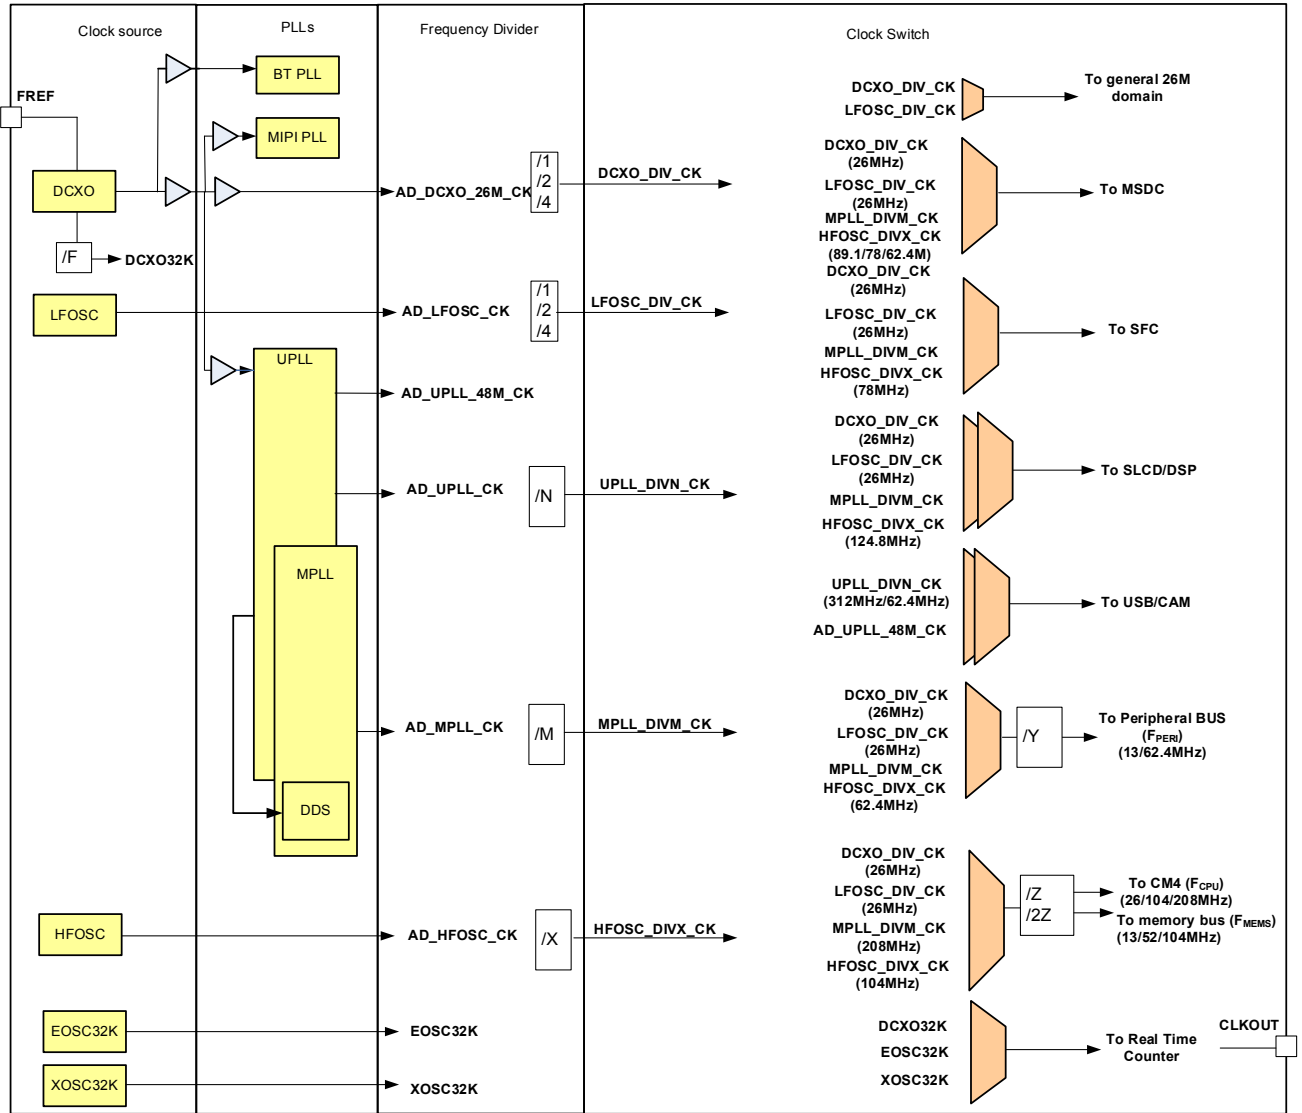 Clock source
PLLs
Frequency Divider
Clock Switch
FREF
BT PLL
MIPI PLL
DCXO
/F
DCXO32K
LFOSC
UPLL
MPLL
DDS
HFOSC
EOSC32K
XOSC32K
AD_DCXO_26M_CK
/1
/2
/4
DCXO_DIV_CK
AD_LFOSC_CK
/1
/2
/4
LFOSC_DIV_CK
AD_UPLL_48M_CK
AD_UPLL_CK
/N
UPLL_DIVN_CK
AD_MPLL_CK
/M
MPLL_DIVM_CK
AD_HFOSC_CK
/X
HFOSC_DIVX_CK
EOSC32K
XOSC32K
DCXO_DIV_CK
LFOSC_DIV_CK
To general 26M
domain
DCXO_DIV_CK
(26MHz)
LFOSC_DIV_CK
(26MHz)
MPLL_DIVM_CK
HFOSC_DIVX_CK
(89.1/78/62.4M)
To MSDC
DCXO_DIV_CK
(26MHz)
LFOSC_DIV_CK
(26MHz)
MPLL_DIVM_CK
HFOSC_DIVX_CK
(78MHz)
To SFC
DCXO_DIV_CK
(26MHz)
LFOSC_DIV_CK
(26MHz)
MPLL_DIVM_CK
HFOSC_DIVX_CK
(124.8MHz)
To SLCD/DSP
UPLL_DIVN_CK
(312MHz/62.4MHz)
AD_UPLL_48M_CK
To USB/CAM
DCXO_DIV_CK
(26MHz)
LFOSC_DIV_CK
(26MHz)
MPLL_DIVM_CK
HFOSC_DIVX_CK
(62.4MHz)
/Y
To Peripheral BUS
(FPERI)
(13/62.4MHz)
DCXO_DIV_CK
(26MHz)
LFOSC_DIV_CK
(26MHz)
MPLL_DIVM_CK
(208MHz)
HFOSC_DIVX_CK
(104MHz)
/Z
/2Z
To CM4 (FCPU)
(26/104/208MHz)
To memory bus (FMEMS)
(13/52/104MHz)
DCXO32K
EOSC32K
XOSC32K
To Real Time
Counter
CLKOUT